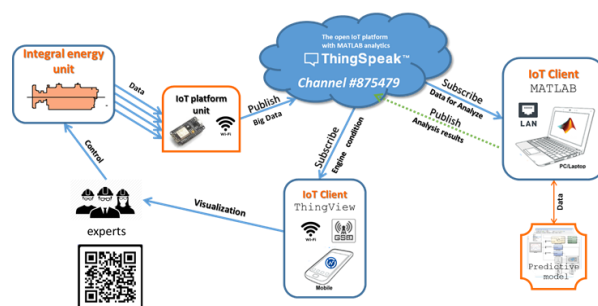 The open IoT platform
with MATLAB analytics
ThingSpeak™
Channel #875479
Integral energy
unit
Data
IoT platform
unit
Wi-Fi
Publish
Big Data
Subscribe
Data for Analyze
Publish
Analysis results
IoT Client
MATLAB
LAN
PC/Laptop
Subscribe
Engine condition
Control
IoT Client
ThingView
Wi-Fi
GSM
Mobile
Visualization
experts
Data
Predictive
model